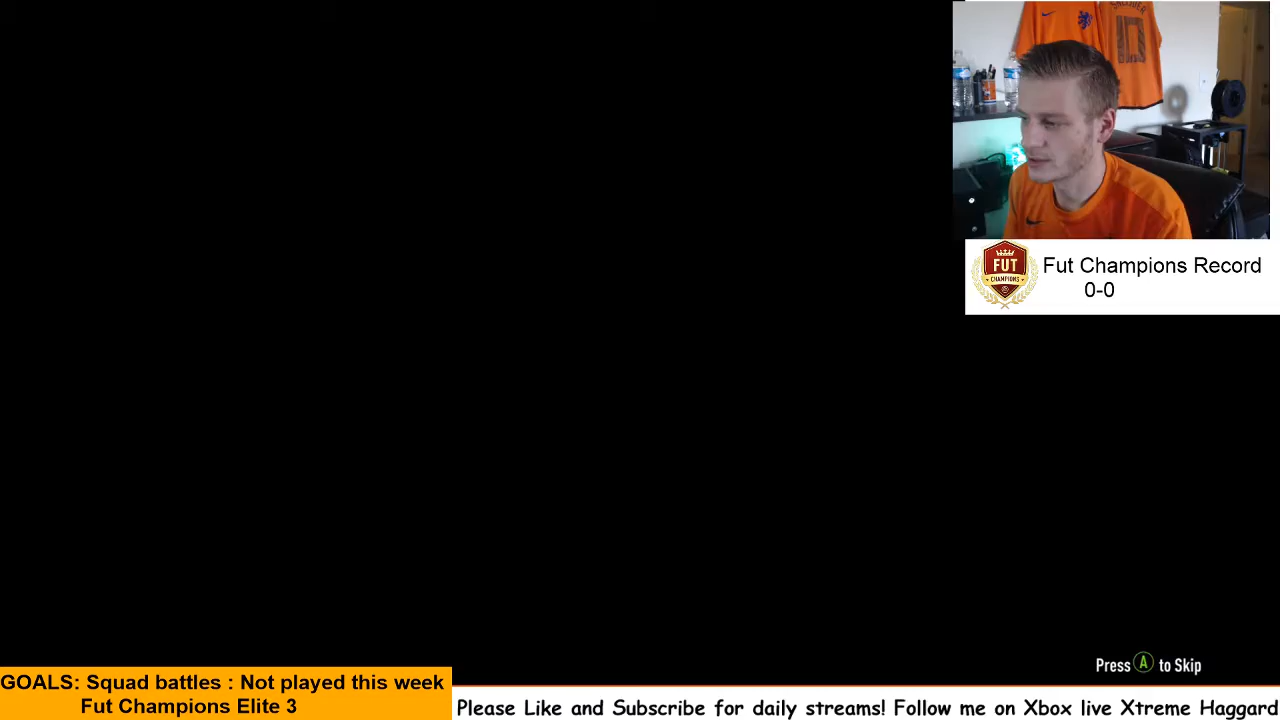 10
FUT
CHAMPIONS
Fut Champions Record
0-0
Press A to Skip
GOALS: Squad battles : Not played this week
Fut Champions Elite 3
Please Like and Subscribe for daily streams! Follow me on Xbox live Xtreme Haggard